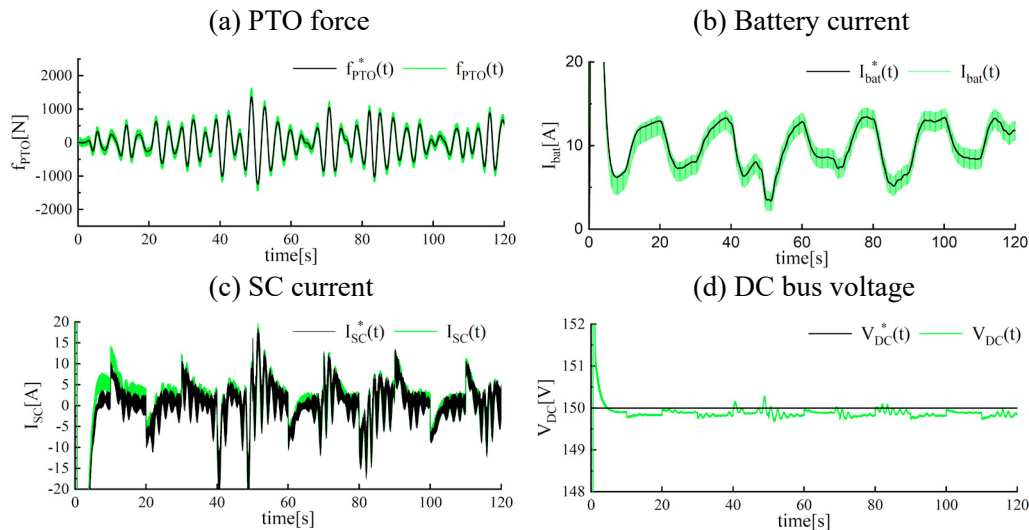 (a) PTO force
f*PTO(t) fPTO(t)
2000
1000
0
-1000
-2000
fPTO[N]
0 20 40 60 80 100 120
time[s]
(b) Battery current
I*bat(t) Ibat(t)
20
10
0
Ibat[A]
0 20 40 60 80 100 120
time[s]
(c) SC current
I*SC(t) ISC(t)
20
15
10
5
0
-5
-10
-15
-20
ISC[A]
0 20 40 60 80 100 120
time[s]
(d) DC bus voltage
V*DC(t) VDC(t)
152
151
150
149
148
VDC[V]
0 20 40 60 80 100 120
time[s]